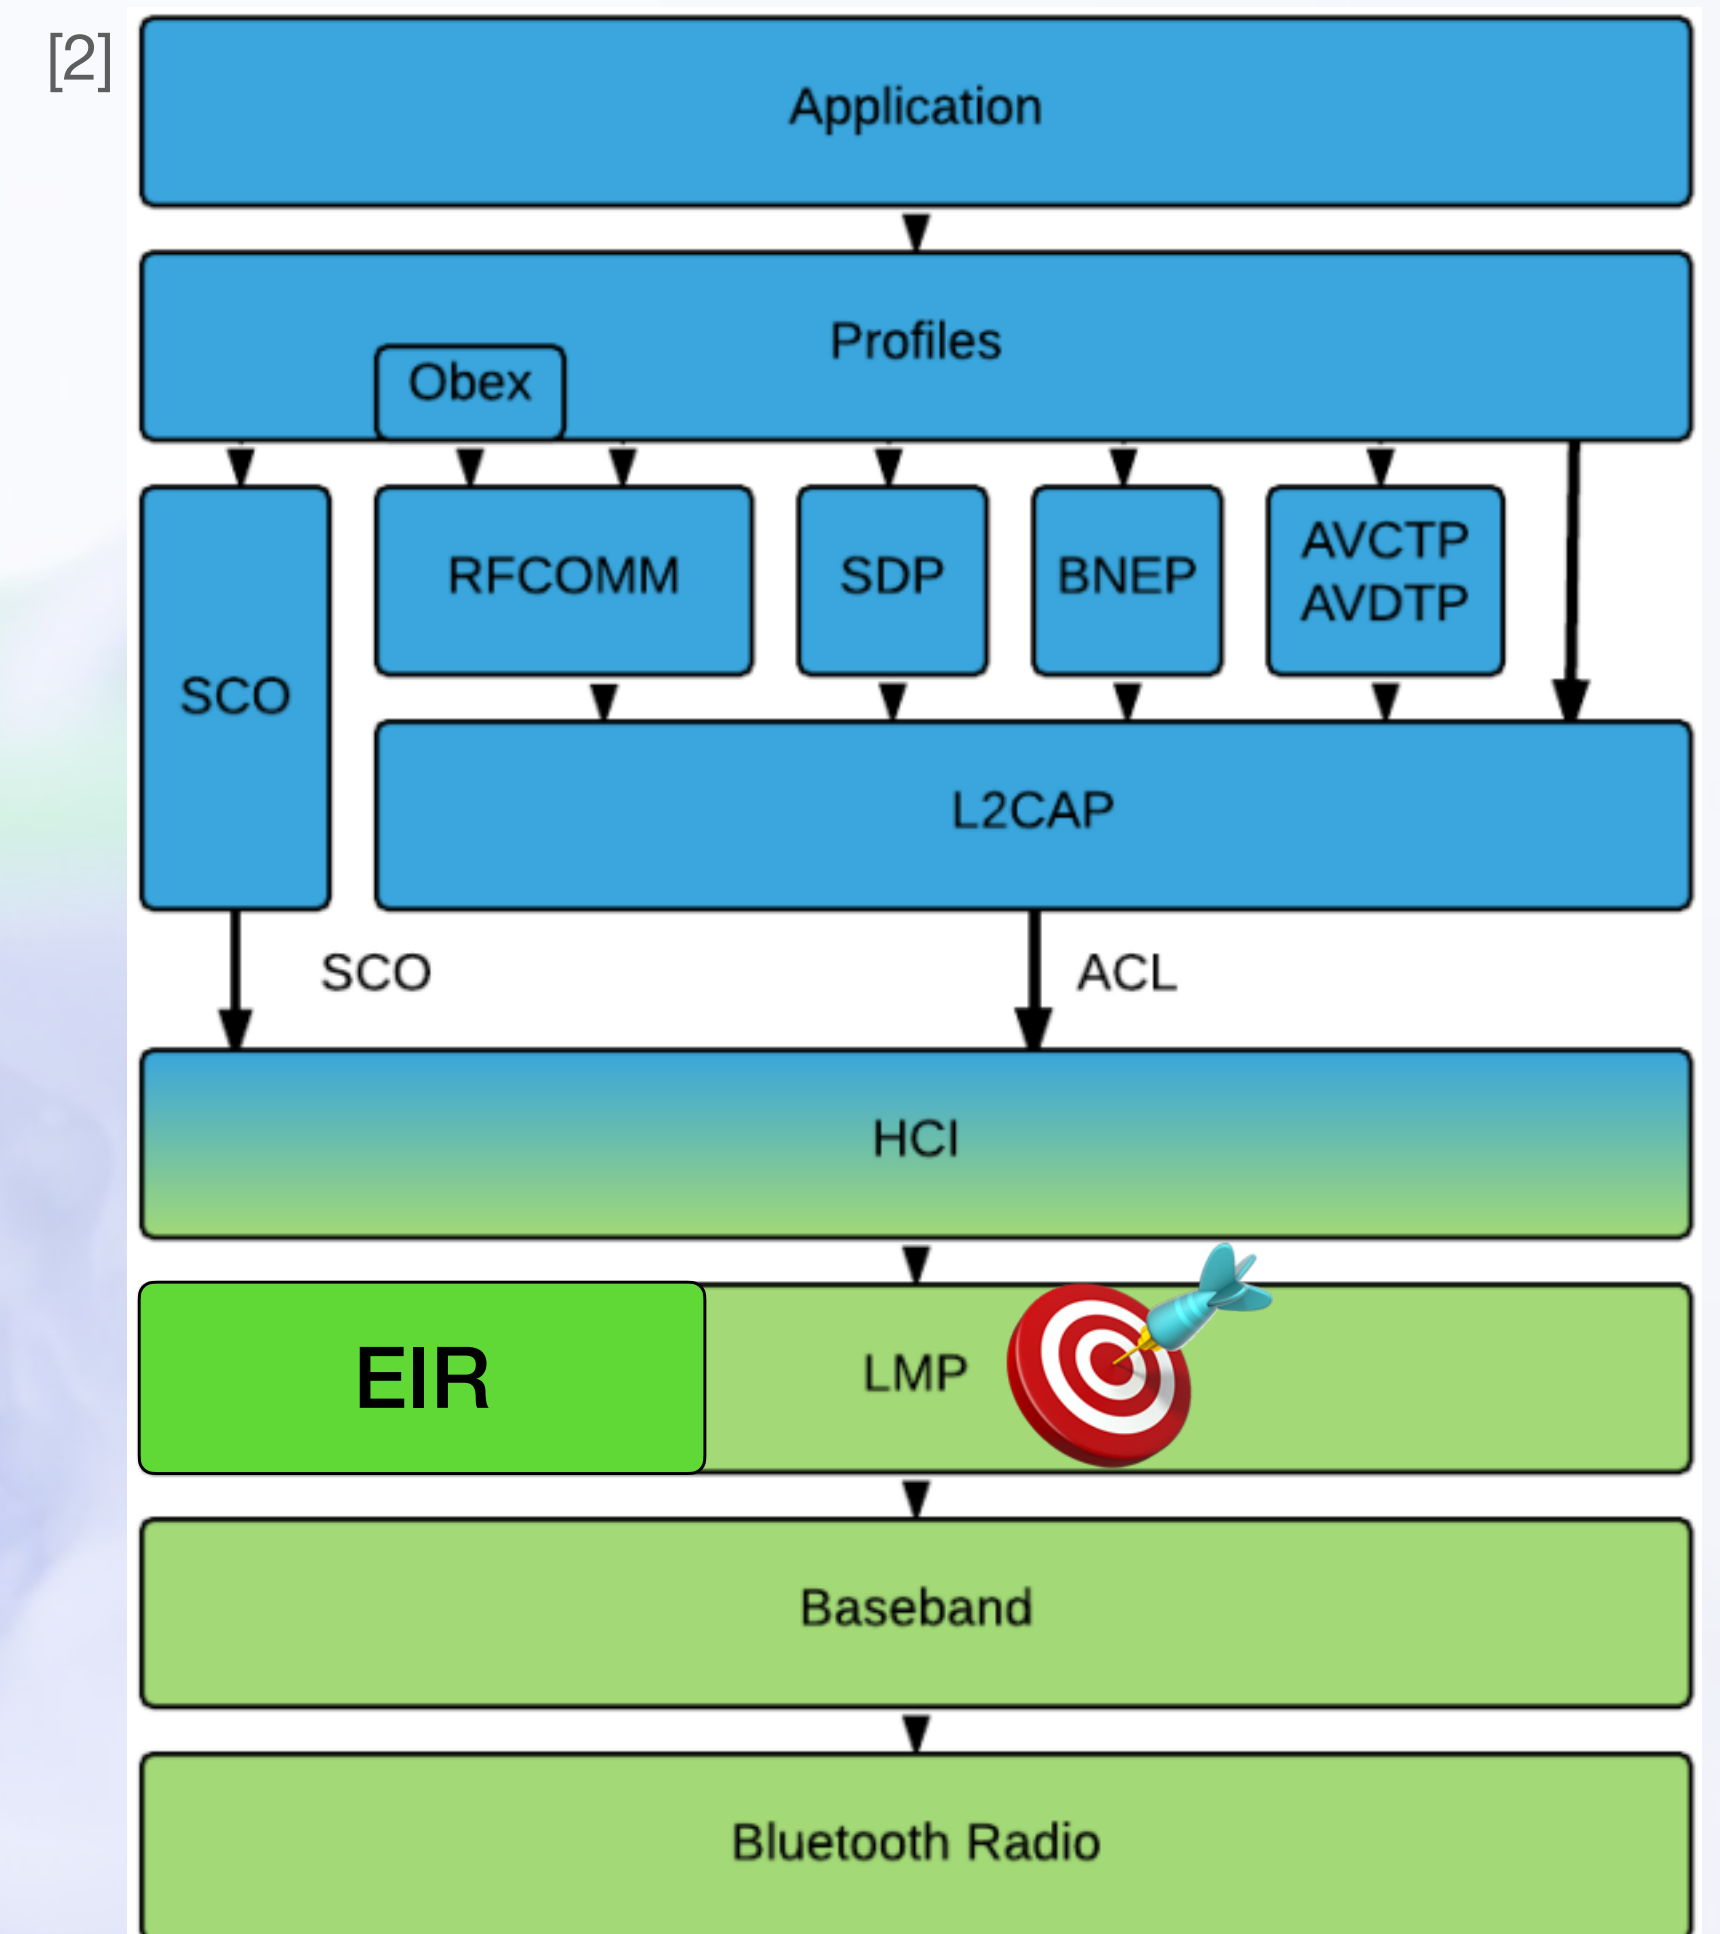 [2]
Application
Profiles
Obex
RFCOMM
SDP
BNEP
AVCTP
AVDTP
SCO
L2CAP
SCO
ACL
HCI
EIR
LMP
Baseband
Bluetooth Radio